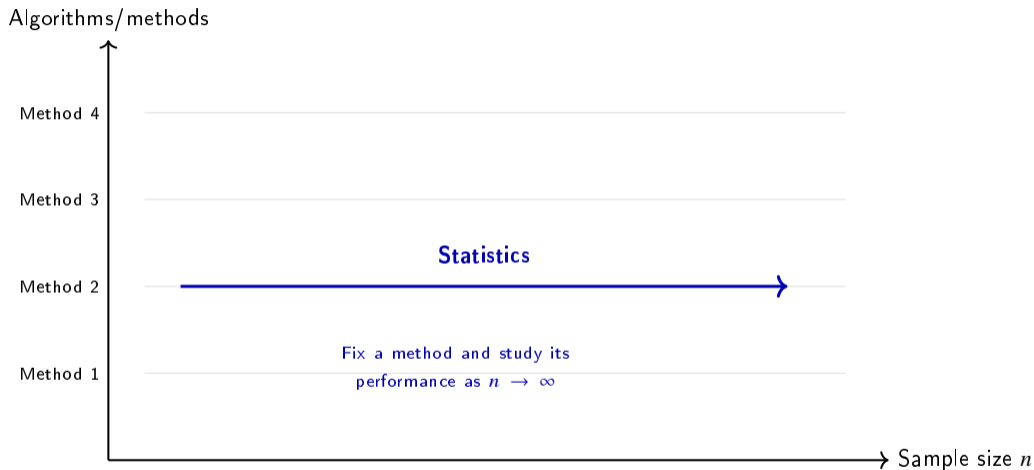 Algorithms/methods
Method 4
Method 3
Statistics
Method 2
Fix a method and study its
Method 1
performance as n → ∞
Sample size n